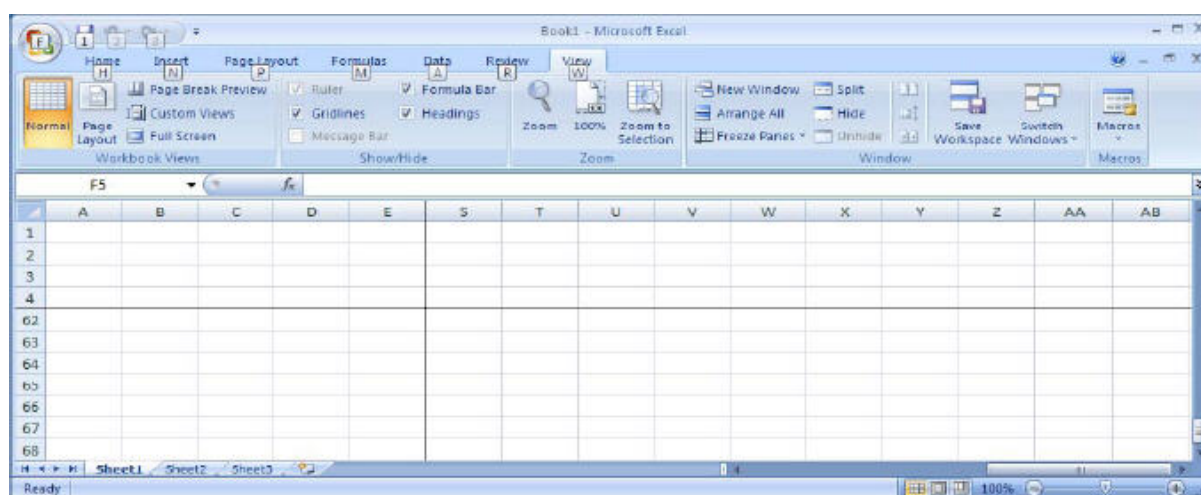 Book1 - Microsoft Excel
1 2 3
Home Insert Page Layout Formulas Data Review View
H N P M A R W
Normal
Page Layout
Page Break Preview
Custom Views
Full Screen
Workbook Views
Ruler
Gridlines
Message Bar
Formula Bar
Headings
Show/Hide
Zoom
100%
Zoom to Selection
Zoom
New Window
Arrange All
Freeze Panes
Split
Hide
Unhide
Save Workspace
Switch Windows
Window
Macros
Macros
F5 fx
A B C D E S T U V W X Y Z AA AB
1
2
3
4
62
63
64
65
66
67
68
Sheet1 Sheet2 Sheet3
Ready 100%